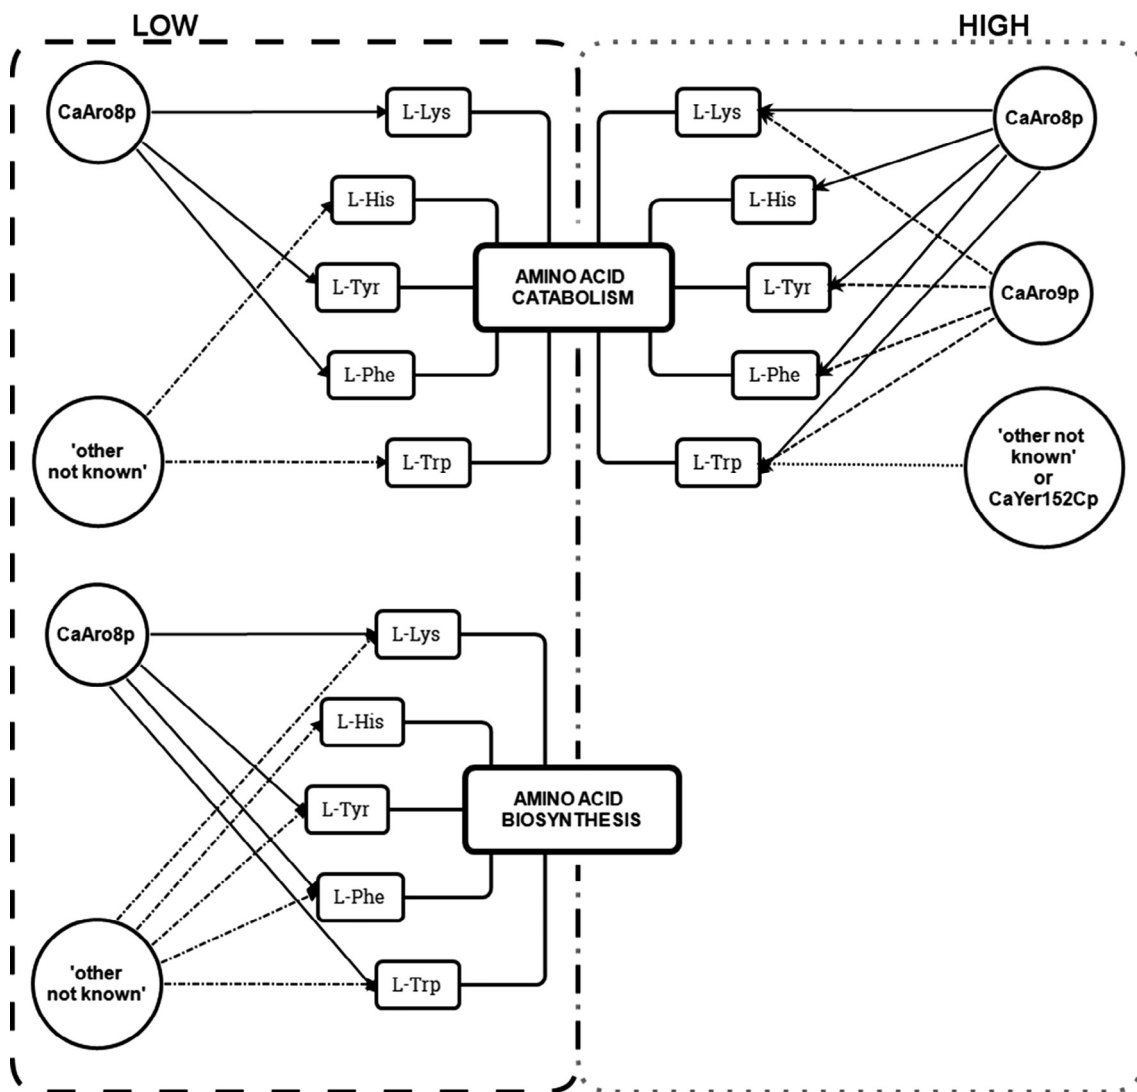 LOW
HIGH
CaAro8p
L-Lys
L-His
L-Tyr
L-Phe
L-Trp
'other
not known'
AMINO ACID
CATABOLISM
L-Lys
L-His
L-Tyr
L-Phe
L-Trp
CaAro8p
CaAro9p
'other not
known'
or
CaYer152Cp
CaAro8p
L-Lys
L-His
L-Tyr
L-Phe
L-Trp
'other
not known'
AMINO ACID
BIOSYNTHESIS